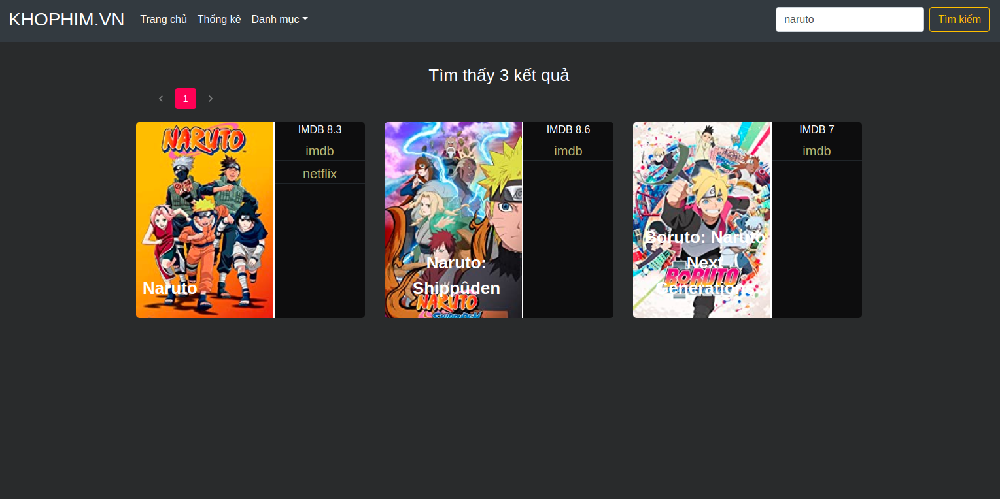 KHOPHIM.VN Trang chủ Thống kê Danh mục naruto Tìm kiếm
Tìm thấy 3 kết quả
1
NARUTO
Naruto
IMDB 8.3
imdb
netflix
Naruto:
Shippûden
NARUTO
SHIPPUDEN
IMDB 8.6
imdb
Boruto: Naruto
Next
Generations
BORUTO
IMDB 7
imdb